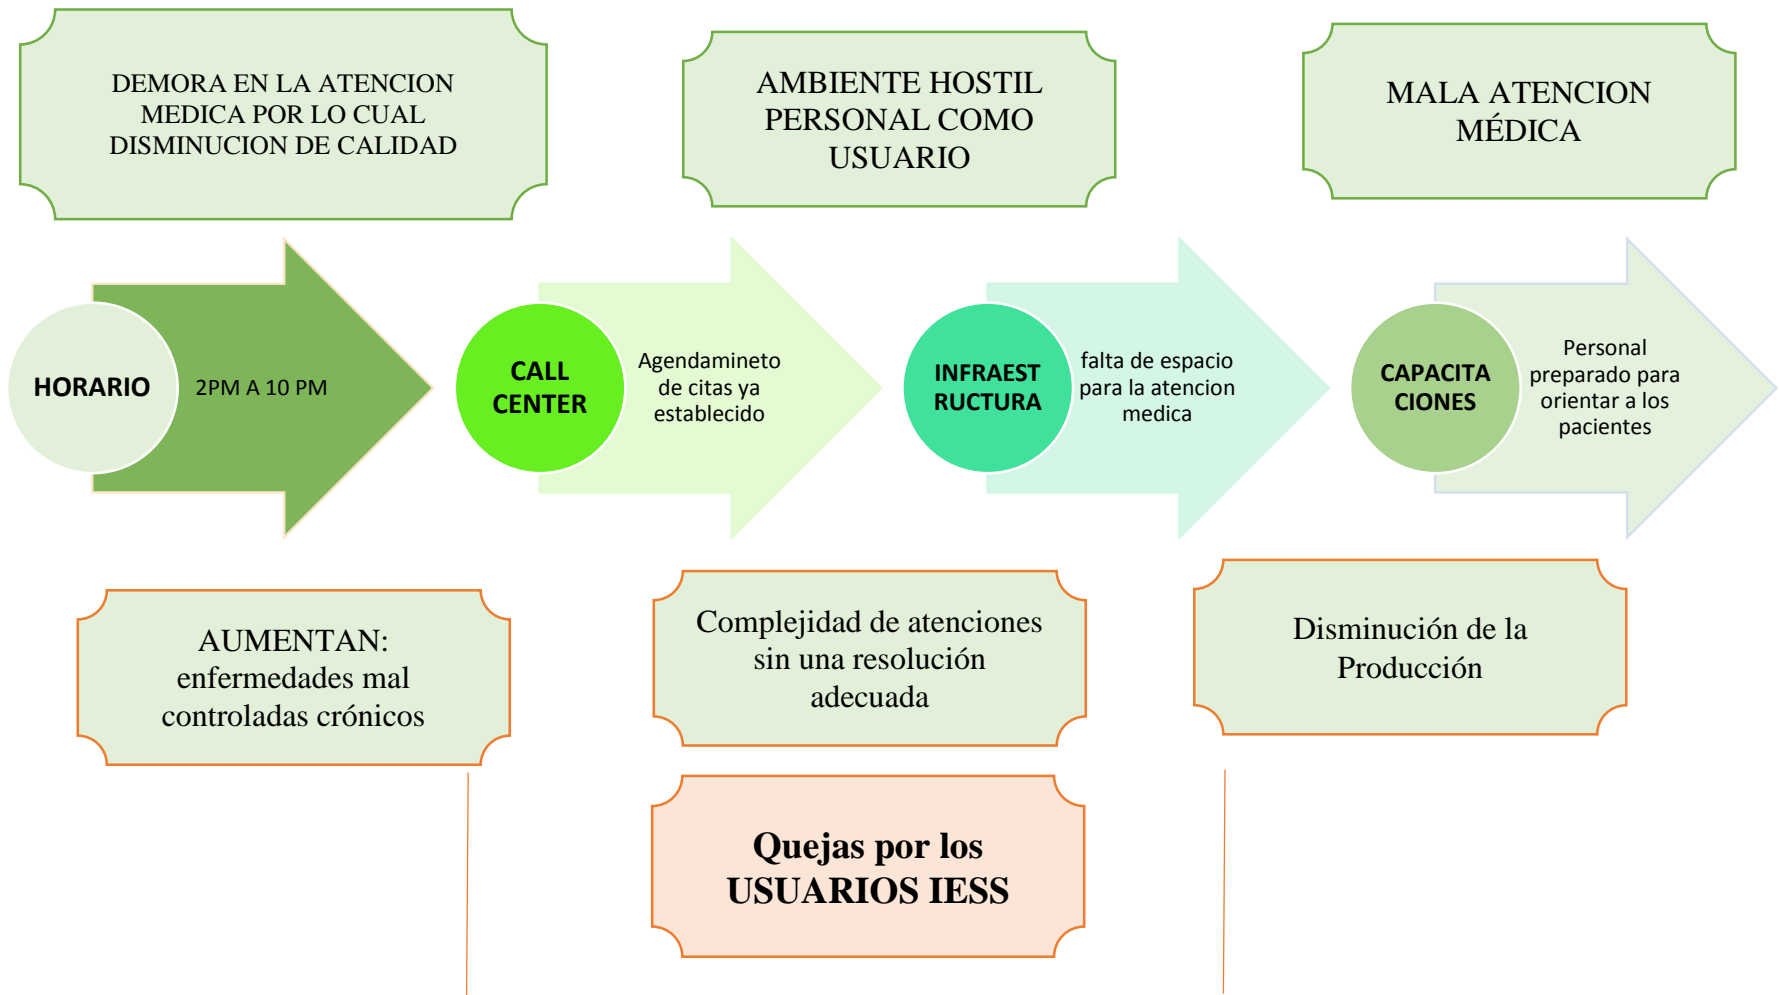 DEMORA EN LA ATENCION
MEDICA POR LO CUAL
DISMINUCION DE CALIDAD
AMBIENTE HOSTIL
PERSONAL COMO
USUARIO
MALA ATENCION
MÉDICA
HORARIO
2PM A 10 PM
CALL
CENTER
Agendamineto
de citas ya
establecido
INFRAEST
RUCTURA
falta de espacio
para la atencion
medica
CAPACITA
CIONES
Personal
preparado para
orientar a los
pacientes
AUMENTAN:
enfermedades mal
controladas crónicos
Complejidad de atenciones
sin una resolución
adecuada
Disminución de la
Producción
Quejas por los
USUARIOS IESS